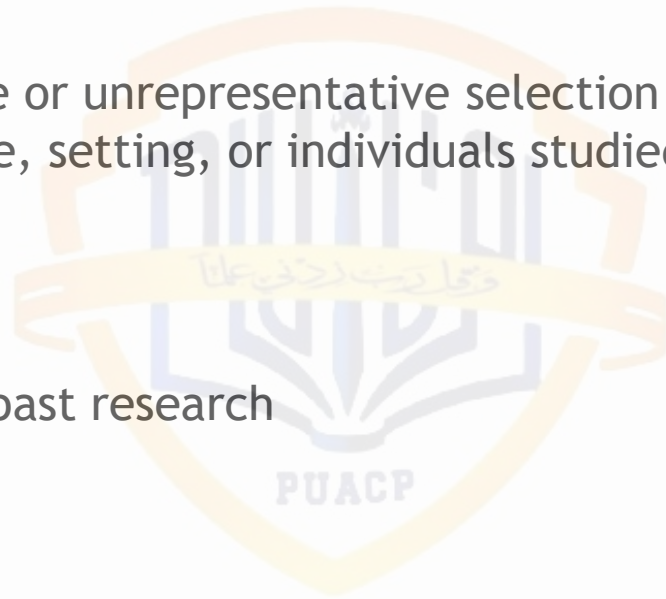 e or unrepresentative selection
e, setting, or individuals studied
past research
وَقُل رَّبِّ زِدْنِي عِلْمًا
PUACP